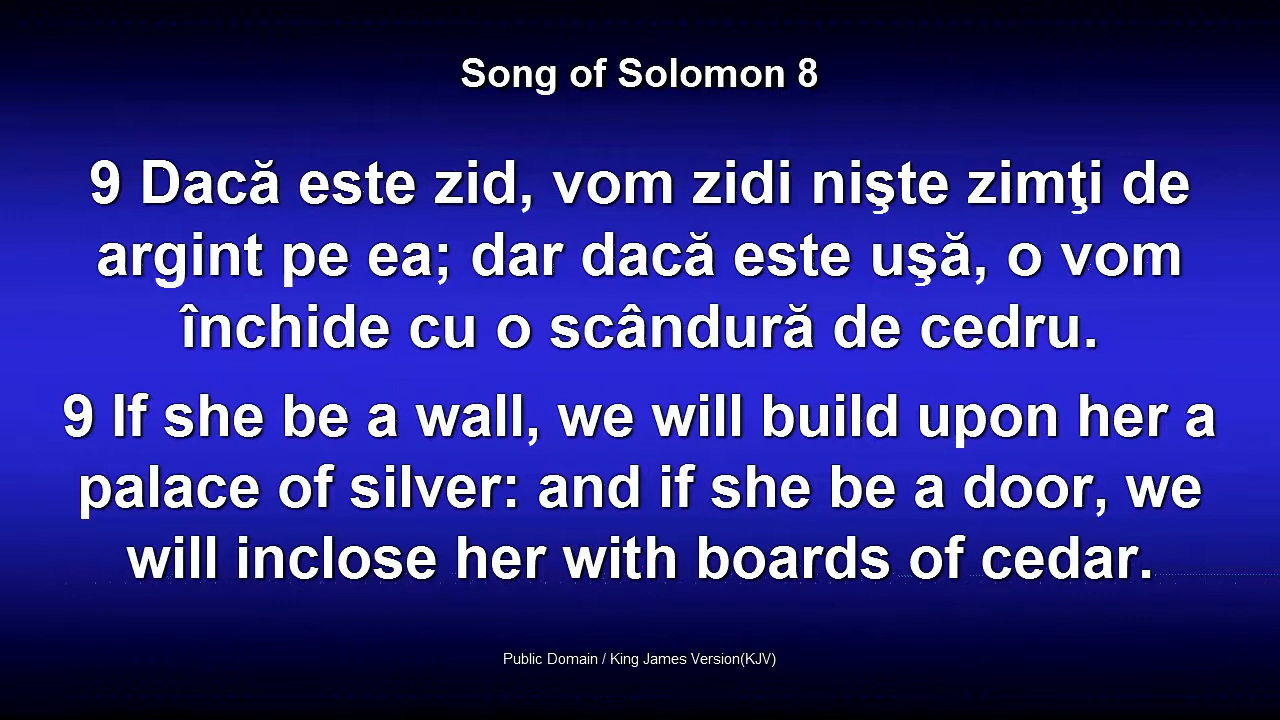 Song of Solomon 8
9 Dacă este zid, vom zidi nişte zimţi de
argint pe ea; dar dacă este uşă, o vom
închide cu o scândură de cedru.
9 If she be a wall, we will build upon her a
palace of silver: and if she be a door, we
will inclose her with boards of cedar.
Public Domain / King James Version(KJV)